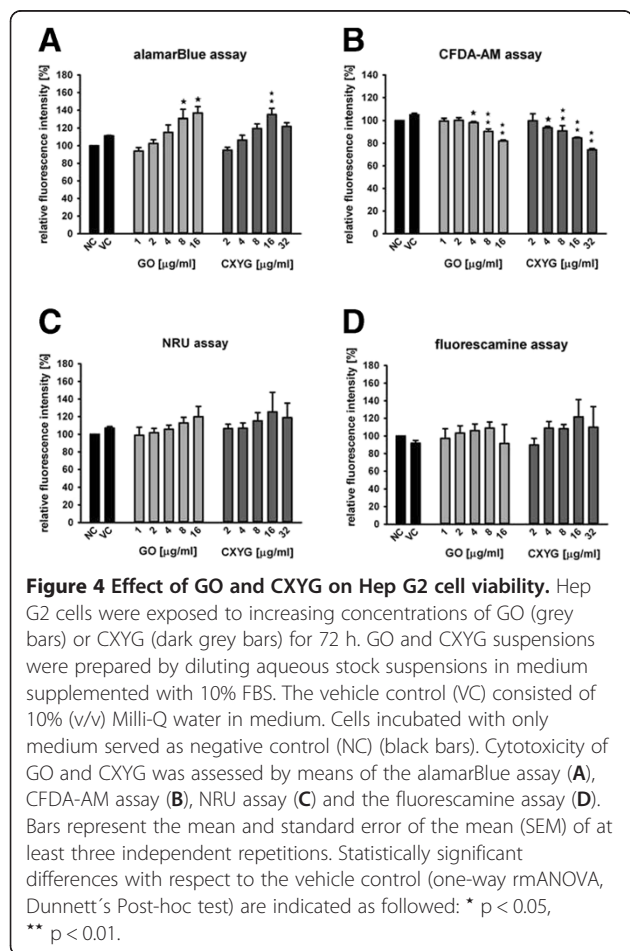 A
alamarBlue assay
relative fluorescence intensity [%]
180
160
140
120
100
80
60
40
20
0
NC
VC
1
2
4
8
16
2
4
8
16
32
GO [µg/ml]
CXYG [µg/ml]
B
CFDA-AM assay
relative fluorescence intensity [%]
140
120
100
80
60
40
20
0
NC
VC
1
2
4
8
16
2
4
8
16
32
GO [µg/ml]
CXYG [µg/ml]
C
NRU assay
relative fluorescence intensity [%]
180
160
140
120
100
80
60
40
20
0
NC
VC
1
2
4
8
16
2
4
8
16
32
GO [µg/ml]
CXYG [µg/ml]
D
fluorescamine assay
relative fluorescence intensity [%]
180
160
140
120
100
80
60
40
20
0
NC
VC
1
2
4
8
16
2
4
8
16
32
GO [µg/ml]
CXYG [µg/ml]
Figure 4 Effect of GO and CXYG on Hep G2 cell viability. Hep
G2 cells were exposed to increasing concentrations of GO (grey
bars) or CXYG (dark grey bars) for 72 h. GO and CXYG suspensions
were prepared by diluting aqueous stock suspensions in medium
supplemented with 10% FBS. The vehicle control (VC) consisted of
10% (v/v) Milli-Q water in medium. Cells incubated with only
medium served as negative control (NC) (black bars). Cytotoxicity of
GO and CXYG was assessed by means of the alamarBlue assay (A),
CFDA-AM assay (B), NRU assay (C) and the fluorescamine assay (D).
Bars represent the mean and standard error of the mean (SEM) of at
least three independent repetitions. Statistically significant
differences with respect to the vehicle control (one-way rmANOVA,
Dunnett´s Post-hoc test) are indicated as followed: * p < 0.05,
** p < 0.01.